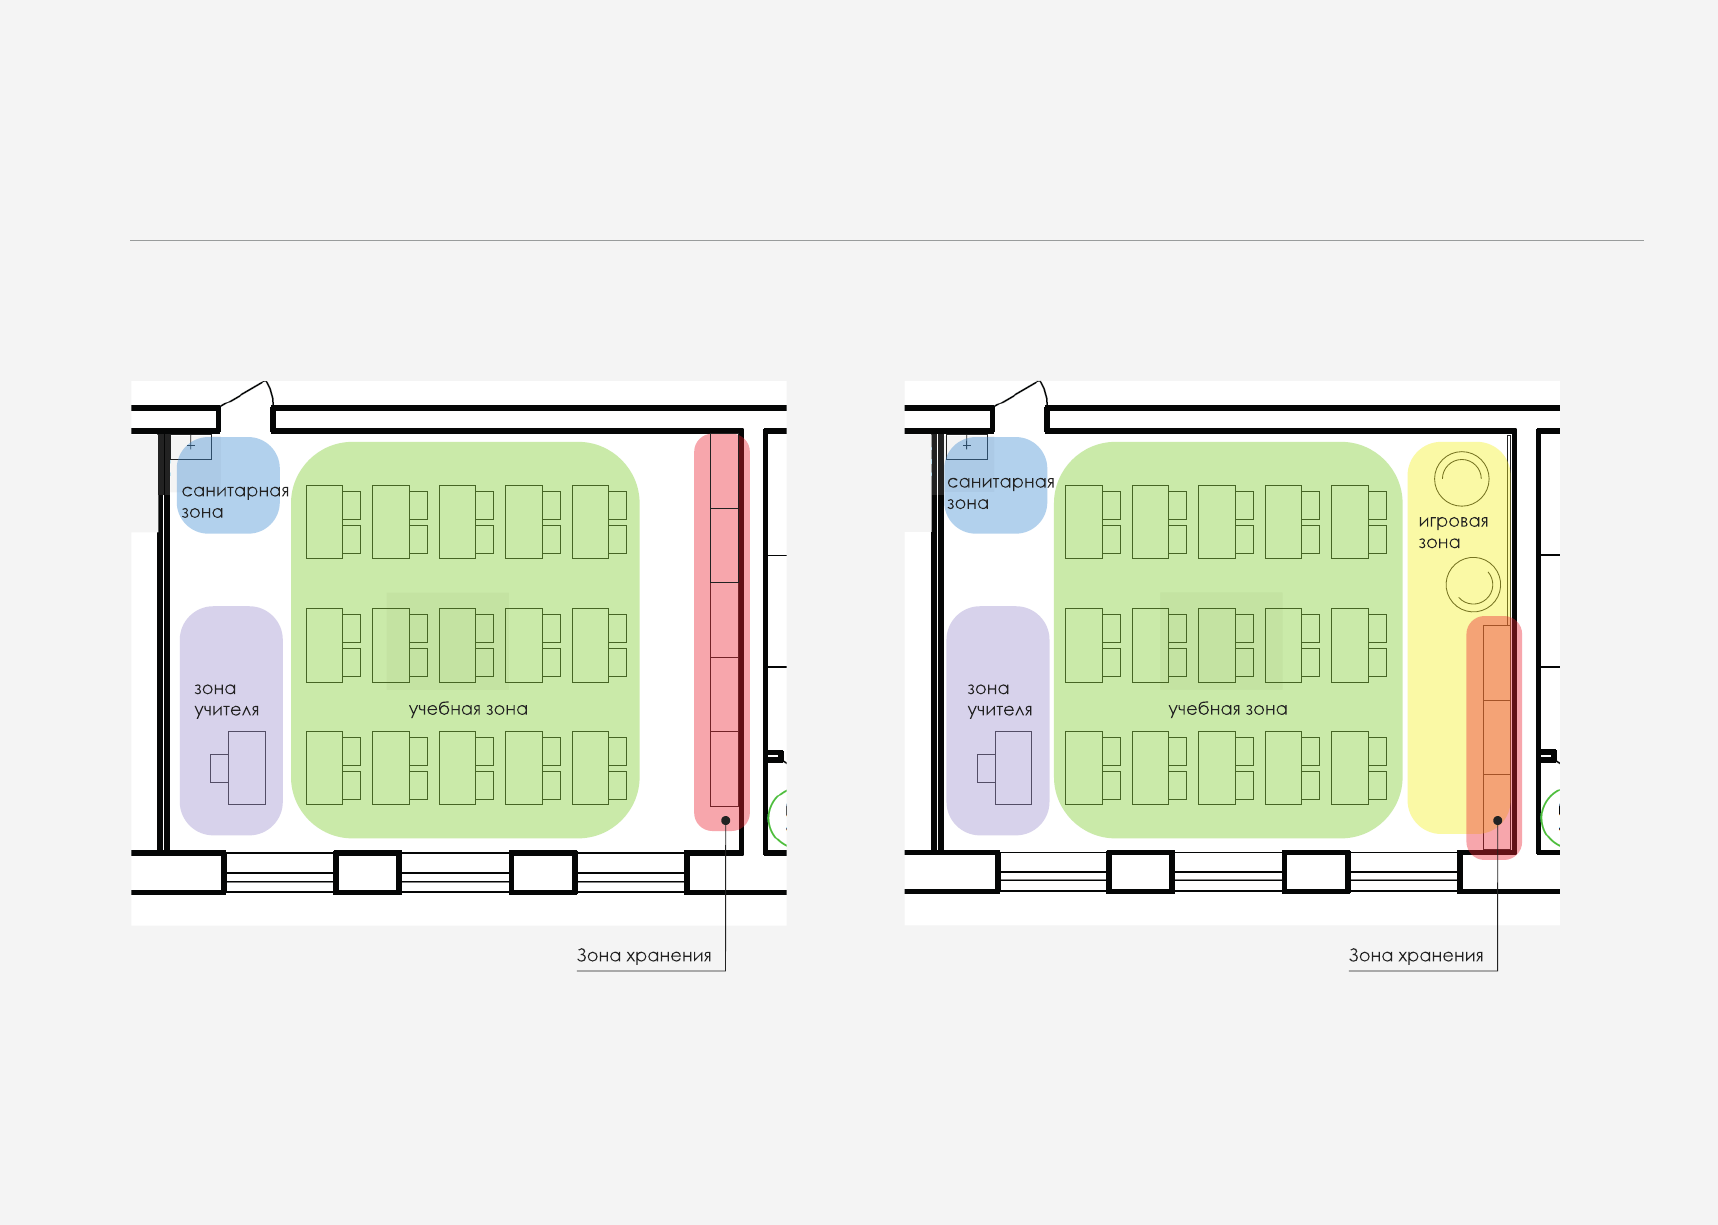 санитарная
зона
зона
учителя
учебная зона
Зона хранения
санитарная
зона
игровая
зона
зона
учителя
учебная зона
Зона хранения